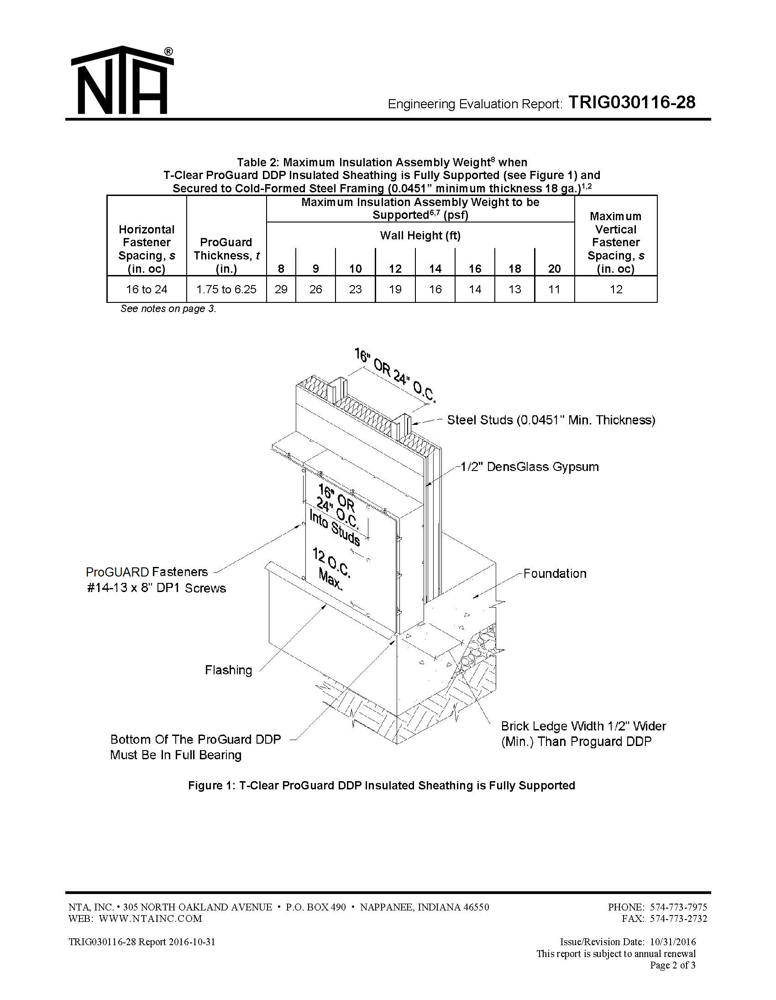 NTA®
Engineering Evaluation Report: TRIG030116-28
Table 2: Maximum Insulation Assembly Weight⁸ when
T-Clear ProGuard DDP Insulated Sheathing is Fully Supported (see Figure 1) and
Secured to Cold-Formed Steel Framing (0.0451” minimum thickness 18 ga.)¹,²
Horizontal
Fastener
Spacing, s
(in. oc)
ProGuard
Thickness, t
(in.)
Maximum Insulation Assembly Weight to be
Supported⁶,⁷ (psf)
Wall Height (ft)
8 9 10 12 14 16 18 20
Maximum
Vertical
Fastener
Spacing, s
(in. oc)
16 to 24 1.75 to 6.25 29 26 23 19 16 14 13 11 12
See notes on page 3.
16" OR 24" O.C.
Steel Studs (0.0451" Min. Thickness)
1/2" DensGlass Gypsum
16" OR
24" O.C.
Into Studs
12 O.C.
Max.
ProGUARD Fasteners
#14-13 x 8” DP1 Screws
Foundation
Flashing
Brick Ledge Width 1/2" Wider
(Min.) Than Proguard DDP
Bottom Of The ProGuard DDP
Must Be In Full Bearing
Figure 1: T-Clear ProGuard DDP Insulated Sheathing is Fully Supported
NTA, INC. • 305 NORTH OAKLAND AVENUE • P.O. BOX 490 • NAPPANEE, INDIANA 46550 PHONE: 574-773-7975
WEB: WWW.NTAINC.COM FAX: 574-773-2732
TRIG030116-28 Report 2016-10-31 Issue/Revision Date: 10/31/2016
This report is subject to annual renewal
Page 2 of 3